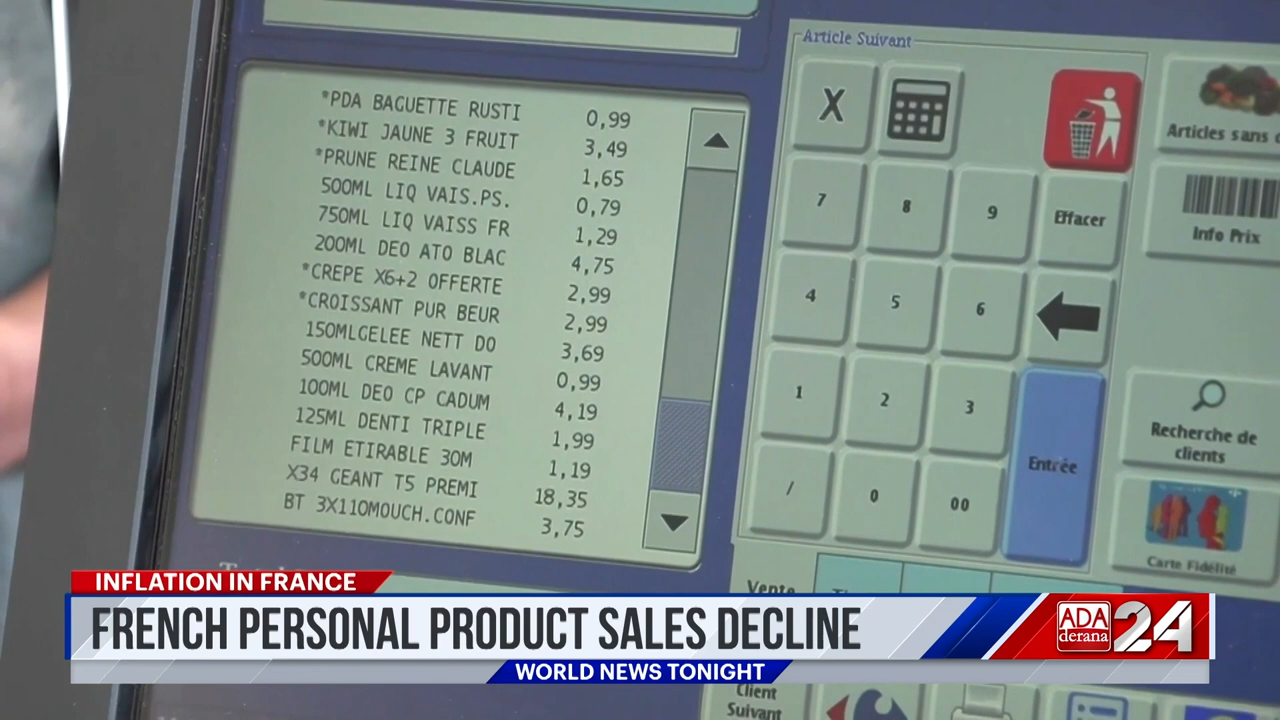 Article Suivant
*PDA BAGUETTE RUSTI 0,99
*KIWI JAUNE 3 FRUIT 3,49
*PRUNE REINE CLAUDE 1,65
500ML LIQ VAIS.PS. 0,79
750ML LIQ VAISS FR 1,29
200ML DEO ATO BLAC 4,75
*CREPE X6+2 OFFERTE 2,99
*CROISSANT PUR BEUR 2,99
150MLGELEE NETT DO 3,69
500ML CREME LAVANT 0,99
100ML DEO CP CADUM 4,19
125ML DENTI TRIPLE 1,99
FILM ETIRABLE 30M 1,19
X34 GEANT T5 PREMI 18,35
BT 3X110MOUCH.CONF 3,75
X
7 8 9 Effacer
4 5 6
1 2 3
/ 0 00 Entrée
Articles sans
Info Prix
Recherche de
clients
Carte Fidélité
Vente
INFLATION IN FRANCE
FRENCH PERSONAL PRODUCT SALES DECLINE
ADA
derana
24
WORLD NEWS TONIGHT
Client
Suivant